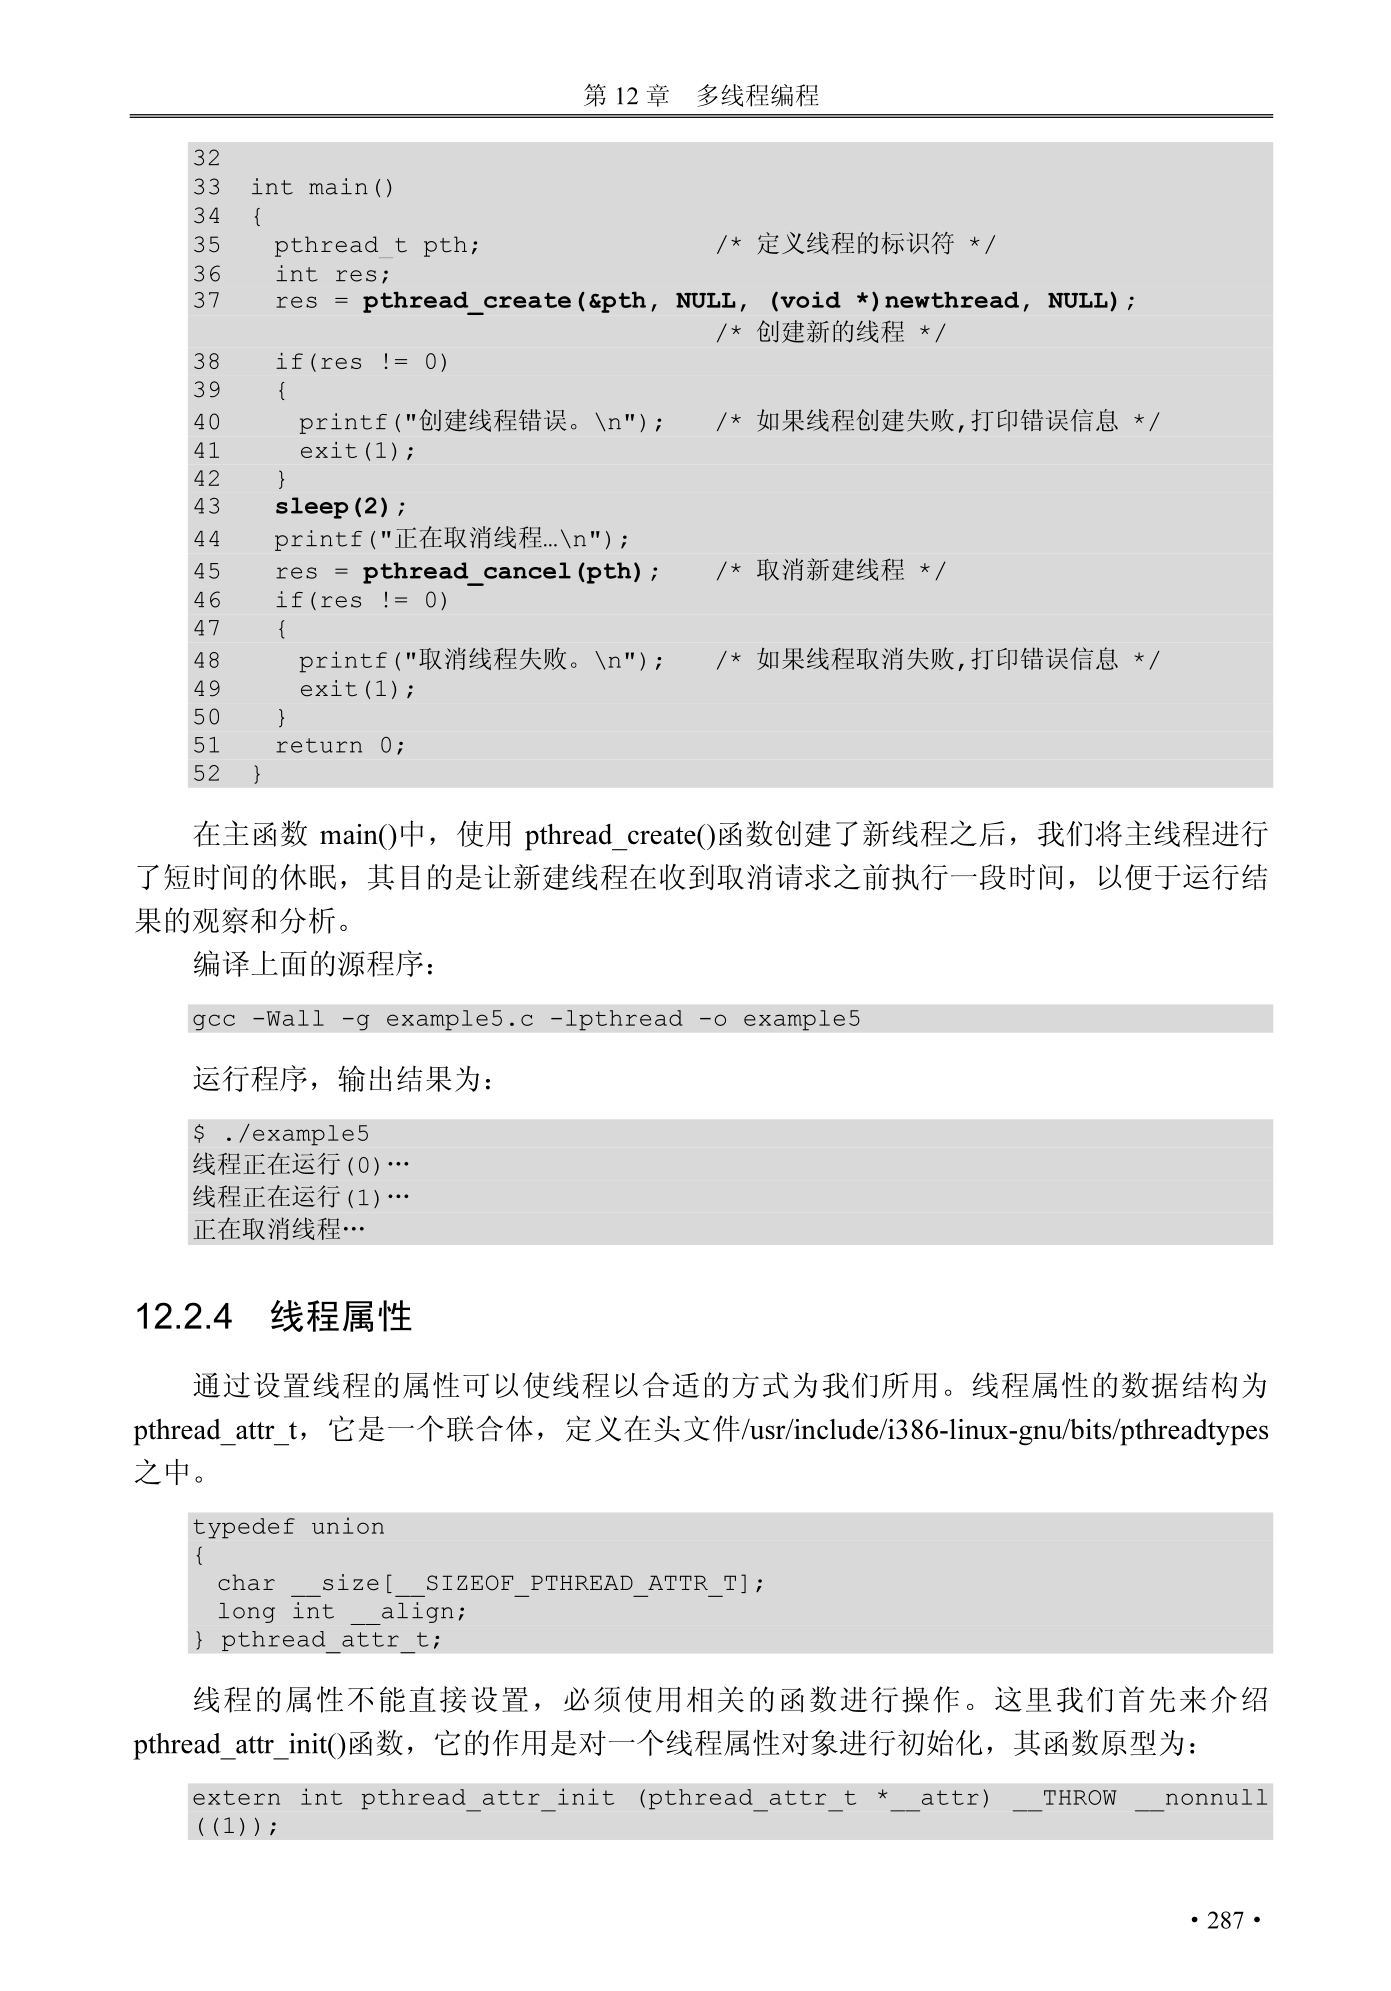 第 12 章　多线程编程
32
33  int main()
34  {
35    pthread_t pth;                /* 定义线程的标识符 */
36    int res;
37    res = pthread_create(&pth, NULL, (void *)newthread, NULL);
                                    /* 创建新的线程 */
38    if(res != 0)
39    {
40      printf("创建线程错误。\n");    /* 如果线程创建失败,打印错误信息 */
41      exit(1);
42    }
43    sleep(2);
44    printf("正在取消线程…\n");
45    res = pthread_cancel(pth);    /* 取消新建线程 */
46    if(res != 0)
47    {
48      printf("取消线程失败。\n");    /* 如果线程取消失败,打印错误信息 */
49      exit(1);
50    }
51    return 0;
52  }
在主函数 main()中，使用 pthread_create()函数创建了新线程之后，我们将主线程进行
了短时间的休眠，其目的是让新建线程在收到取消请求之前执行一段时间，以便于运行结
果的观察和分析。
编译上面的源程序：
gcc -Wall -g example5.c -lpthread -o example5
运行程序，输出结果为：
$ ./example5
线程正在运行(0)…
线程正在运行(1)…
正在取消线程…
12.2.4　线程属性
通过设置线程的属性可以使线程以合适的方式为我们所用。线程属性的数据结构为
pthread_attr_t，它是一个联合体，定义在头文件/usr/include/i386-linux-gnu/bits/pthreadtypes
之中。
typedef union
{
  char __size[__SIZEOF_PTHREAD_ATTR_T];
  long int __align;
} pthread_attr_t;
线程的属性不能直接设置，必须使用相关的函数进行操作。这里我们首先来介绍
pthread_attr_init()函数，它的作用是对一个线程属性对象进行初始化，其函数原型为：
extern int pthread_attr_init (pthread_attr_t *__attr) __THROW __nonnull
((1));
• 287 •